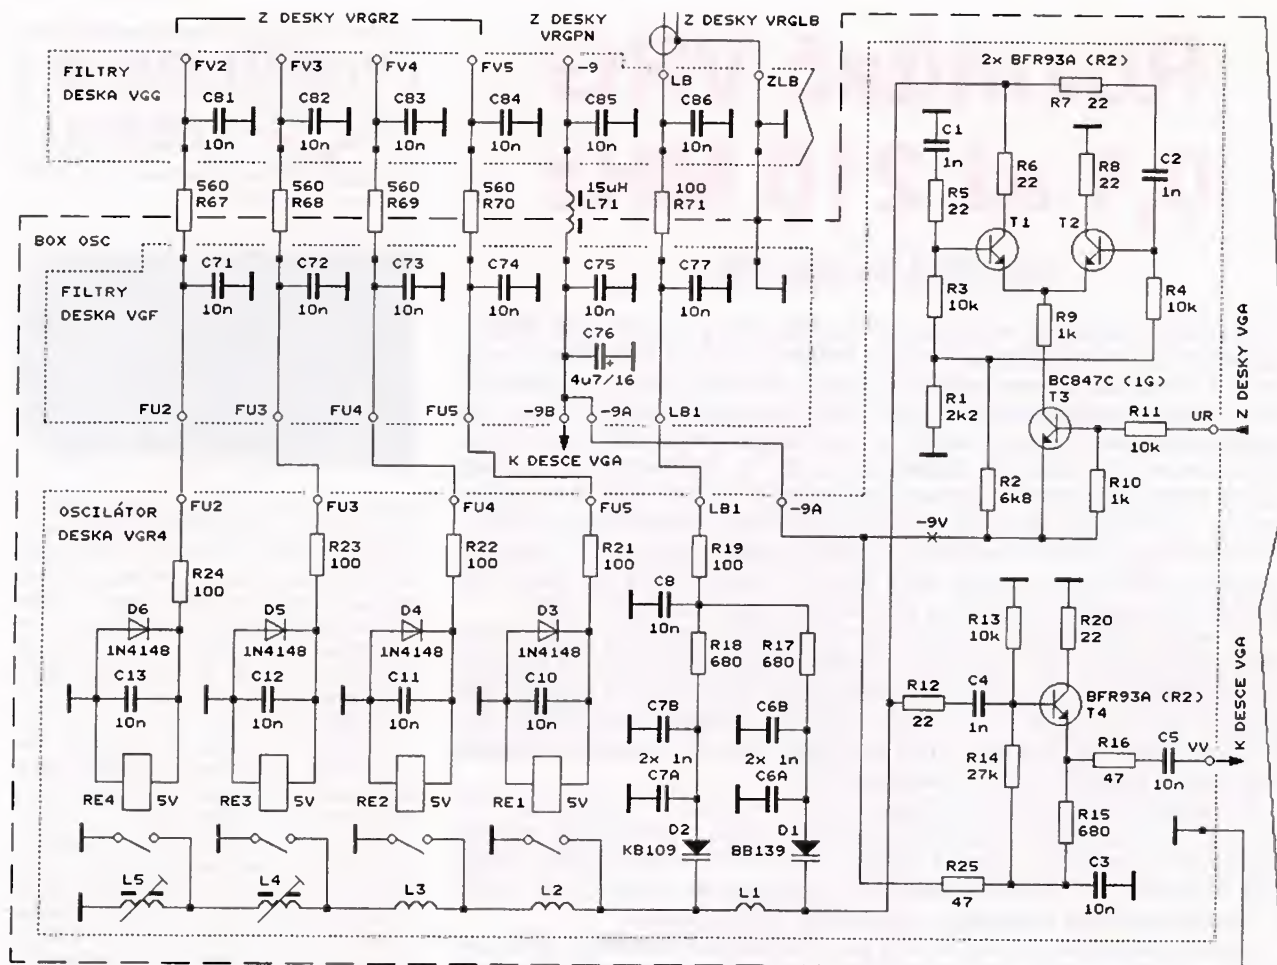 Z DESKY VRGRZ
Z DESKY
VRGPN
Z DESKY VRGLB
FILTRY
DESKA VGG
FV2
FV3
FV4
FV5
-9
LB
ZLB
C81
10n
C82
10n
C83
10n
C84
10n
C85
10n
C86
10n
560
R67
560
R68
560
R69
560
R70
15uH
L71
100
R71
BOX OSC
FILTRY
DESKA VGF
C71
10n
C72
10n
C73
10n
C74
10n
C75
10n
C77
10n
C76
+
4u7/16
FU2
FU3
FU4
FU5
-9B
-9A
LB1
K DESCE VGA
OSCILÁTOR
DESKA VGR4
FU2
FU3
FU4
FU5
LB1
-9A
R24
100
R23
100
R22
100
R21
100
R19
100
D6
1N4148
D5
1N4148
D4
1N4148
D3
1N4148
C8
10n
R18
680
R17
680
C13
10n
C12
10n
C11
10n
C10
10n
C7B
2x 1n
C7A
C6B
2x 1n
C6A
RE4
5V
RE3
5V
RE2
5V
RE1
5V
D2
KB109
D1
BB139
L5
L4
L3
L2
L1
2x BFR93A (R2)
R7
22
C1
1n
R6
22
R8
22
C2
1n
R5
22
T1
T2
R3
10k
R4
10k
R9
1k
BC847C (1G)
T3
R1
2k2
R11
10k
UR
Z DESKY VGA
R2
6k8
R10
1k
-9V
R13
10k
R20
22
R12
22
C4
1n
BFR93A (R2)
T4
R14
27k
R16
47
C5
10n
VV
K DESCE VGA
R15
680
R25
47
C3
10n